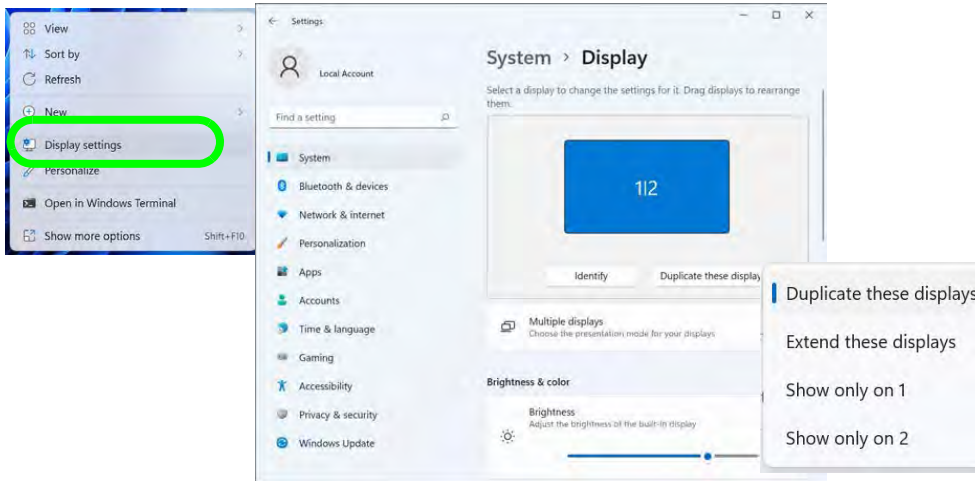 View
Sort by
Refresh
New
Display settings
Personalize
Open in Windows Terminal
Show more options Shift+F10
Settings
Local Account
Find a setting
System
Bluetooth & devices
Network & internet
Personalization
Apps
Accounts
Time & language
Gaming
Accessibility
Privacy & security
Windows Update
System > Display
Select a display to change the settings for it. Drag displays to rearrange
them.
1|2
Identify
Duplicate these display
Multiple displays
Choose the presentation mode for your displays
Brightness & color
Brightness
Adjust the brightness of the built-in display
Duplicate these displays
Extend these displays
Show only on 1
Show only on 2